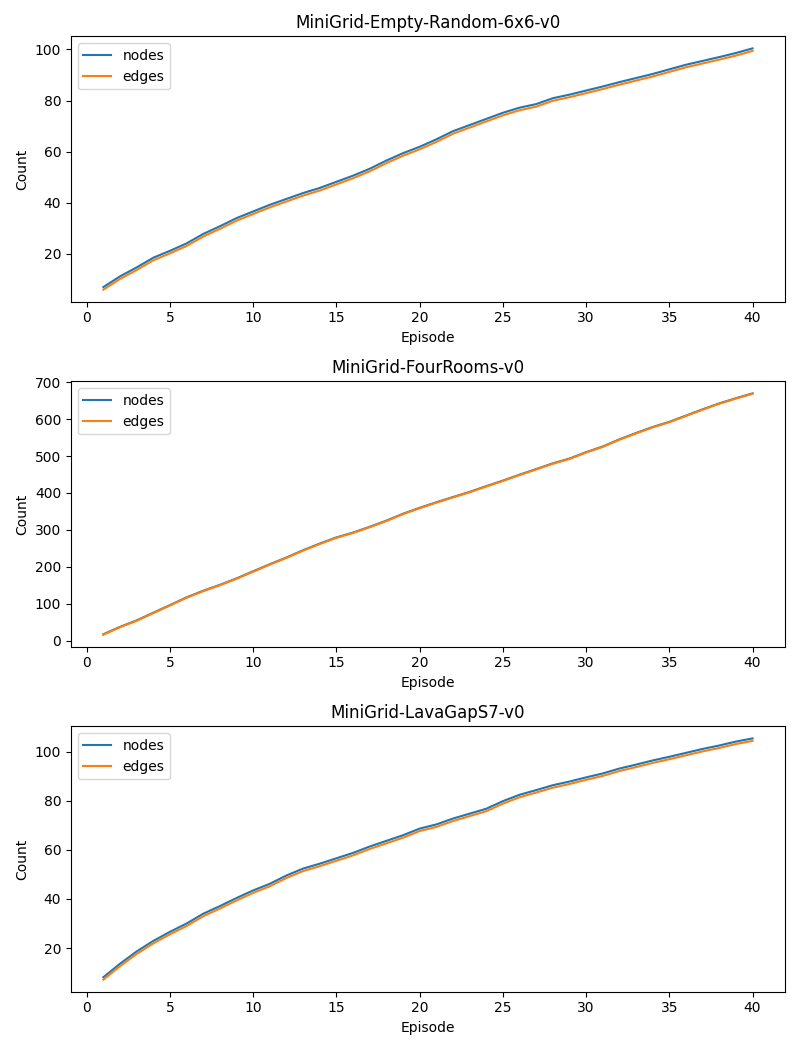 MiniGrid-Empty-Random-6x6-v0
nodes
edges
100
80
60
40
20
Count
0 5 10 15 20 25 30 35 40
Episode
MiniGrid-FourRooms-v0
nodes
edges
700
600
500
400
300
200
100
0
Count
0 5 10 15 20 25 30 35 40
Episode
MiniGrid-LavaGapS7-v0
nodes
edges
100
80
60
40
20
Count
0 5 10 15 20 25 30 35 40
Episode